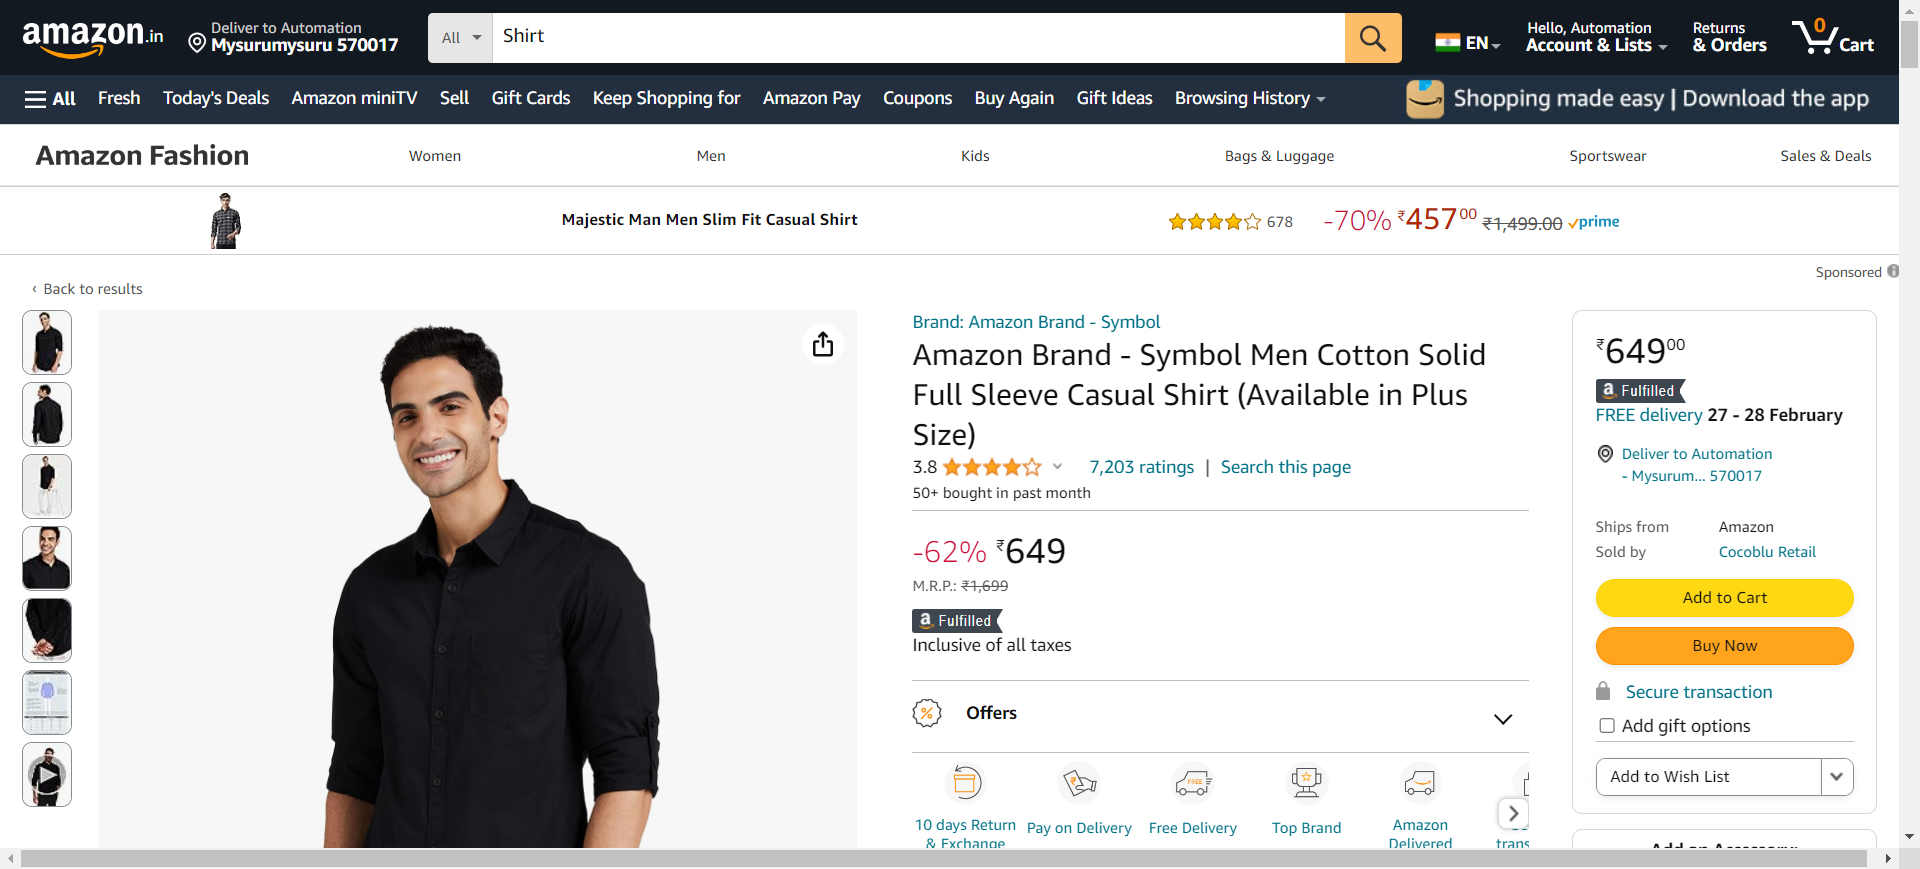 amazon.in
Deliver to Automation
Mysurumysuru 570017
All
Shirt
EN
Hello, Automation
Account & Lists
Returns
& Orders
0
Cart
All
Fresh
Today's Deals
Amazon miniTV
Sell
Gift Cards
Keep Shopping for
Amazon Pay
Coupons
Buy Again
Gift Ideas
Browsing History
Shopping made easy | Download the app
Amazon Fashion
Women
Men
Kids
Bags & Luggage
Sportswear
Sales & Deals
Majestic Man Men Slim Fit Casual Shirt
678
-70% ₹45700 ₹1,499.00 prime
Sponsored
‹ Back to results
Brand: Amazon Brand - Symbol
Amazon Brand - Symbol Men Cotton Solid
Full Sleeve Casual Shirt (Available in Plus
Size)
3.8
7,203 ratings | Search this page
50+ bought in past month
-62% ₹649
M.R.P.: ₹1,699
a Fulfilled
Inclusive of all taxes
Offers
FREE
10 days Return
& Exchange
Pay on Delivery
Free Delivery
Top Brand
Amazon
Delivered
trans
₹64900
a Fulfilled
FREE delivery 27 - 28 February
Deliver to Automation
- Mysurum... 570017
Ships from Amazon
Sold by Cocoblu Retail
Add to Cart
Buy Now
Secure transaction
Add gift options
Add to Wish List